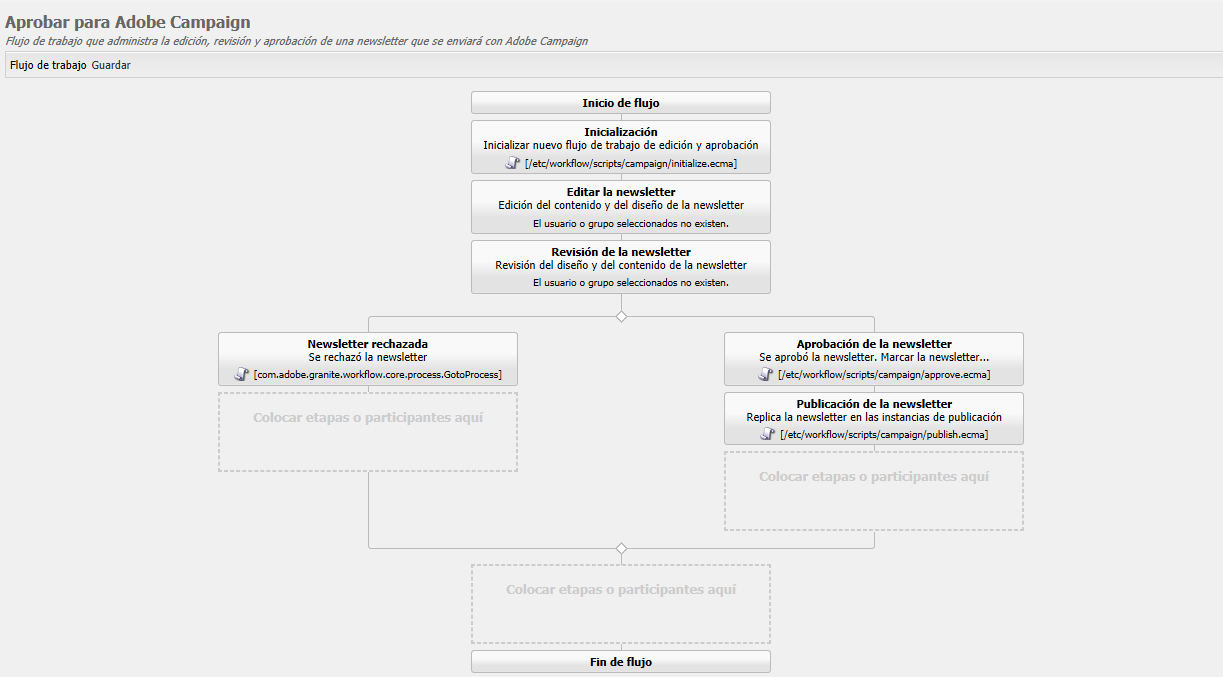 Aprobar para Adobe Campaign
Flujo de trabajo que administra la edición, revisión y aprobación de una newsletter que se enviará con Adobe Campaign
Flujo de trabajo Guardar
Inicio de flujo
Inicialización
Inicializar nuevo flujo de trabajo de edición y aprobación
[/etc/workflow/scripts/campaign/initialize.ecma]
Editar la newsletter
Edición del contenido y del diseño de la newsletter
El usuario o grupo seleccionados no existen.
Revisión de la newsletter
Revisión del diseño y del contenido de la newsletter
El usuario o grupo seleccionados no existen.
Newsletter rechazada
Se rechazó la newsletter
[com.adobe.granite.workflow.core.process.GotoProcess]
Colocar etapas o participantes aquí
Aprobación de la newsletter
Se aprobó la newsletter. Marcar la newsletter...
[/etc/workflow/scripts/campaign/approve.ecma]
Publicación de la newsletter
Replica la newsletter en las instancias de publicación
[/etc/workflow/scripts/campaign/publish.ecma]
Colocar etapas o participantes aquí
Colocar etapas o participantes aquí
Fin de flujo